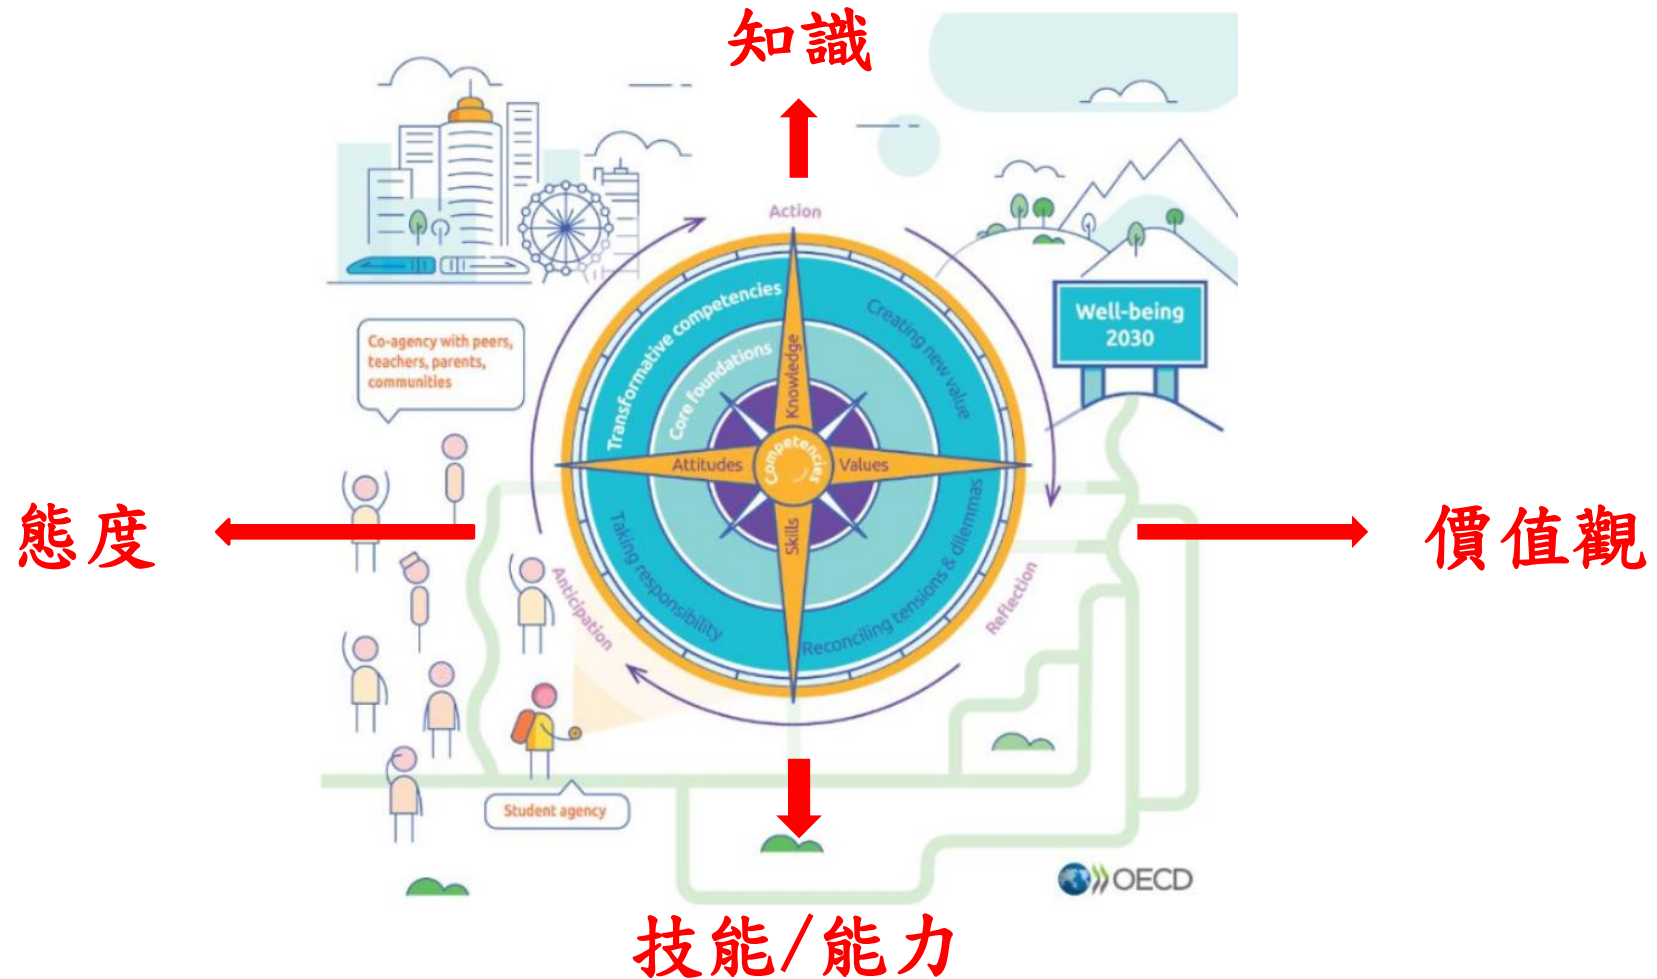 知識
Action
Transformative competencies
Creating new value
Core foundations
Knowledge
Well-being
2030
Co-agency with peers,
teachers, parents,
communities
Attitudes
Competencies
Values
Skills
態度
價值觀
Taking responsibility
Reconciling tensions & dilemmas
Anticipation
Reflection
Student agency
OECD
技能/能力